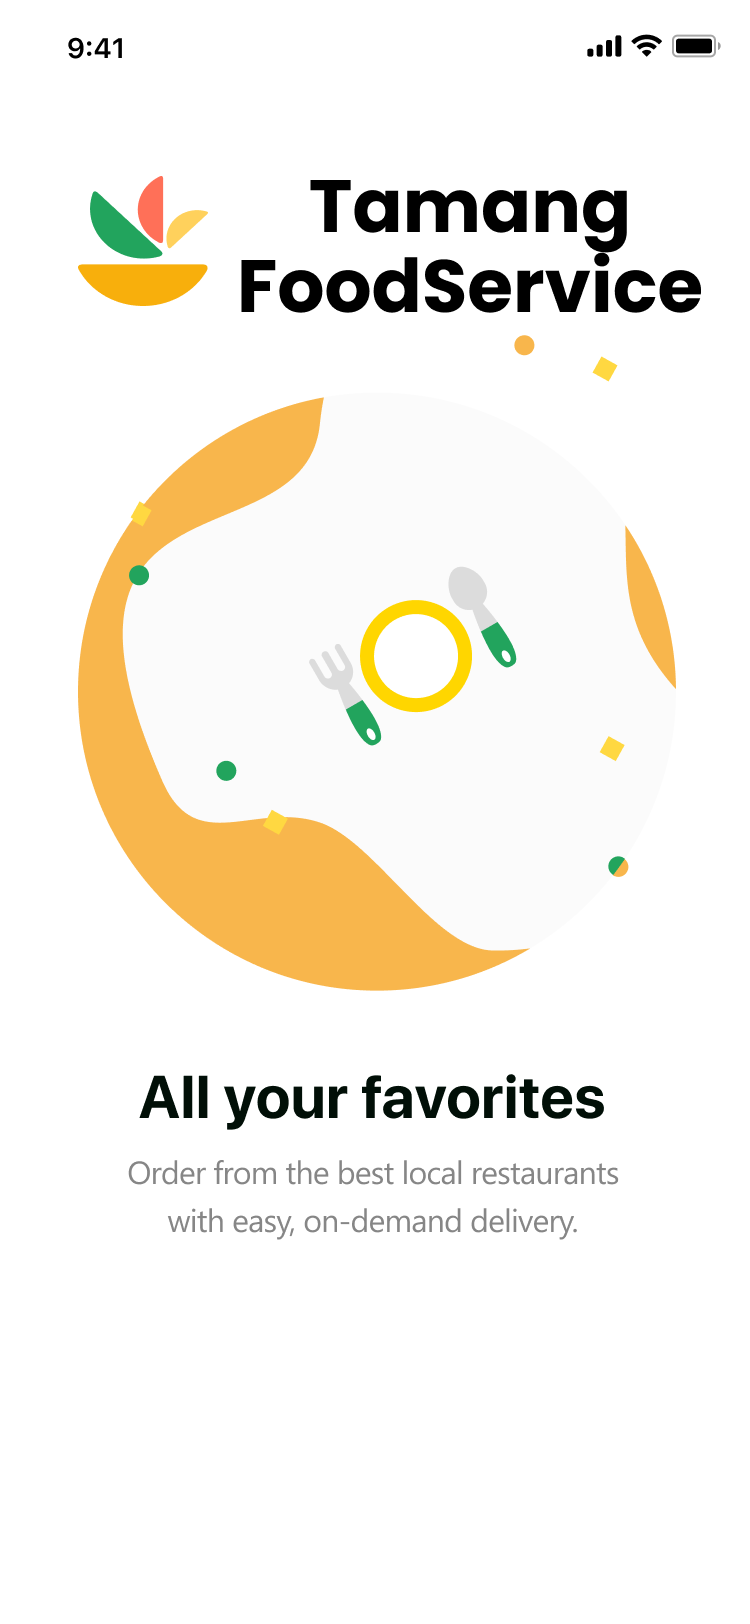 9:41
Tamang
FoodService
All your favorites
Order from the best local restaurants
with easy, on-demand delivery.